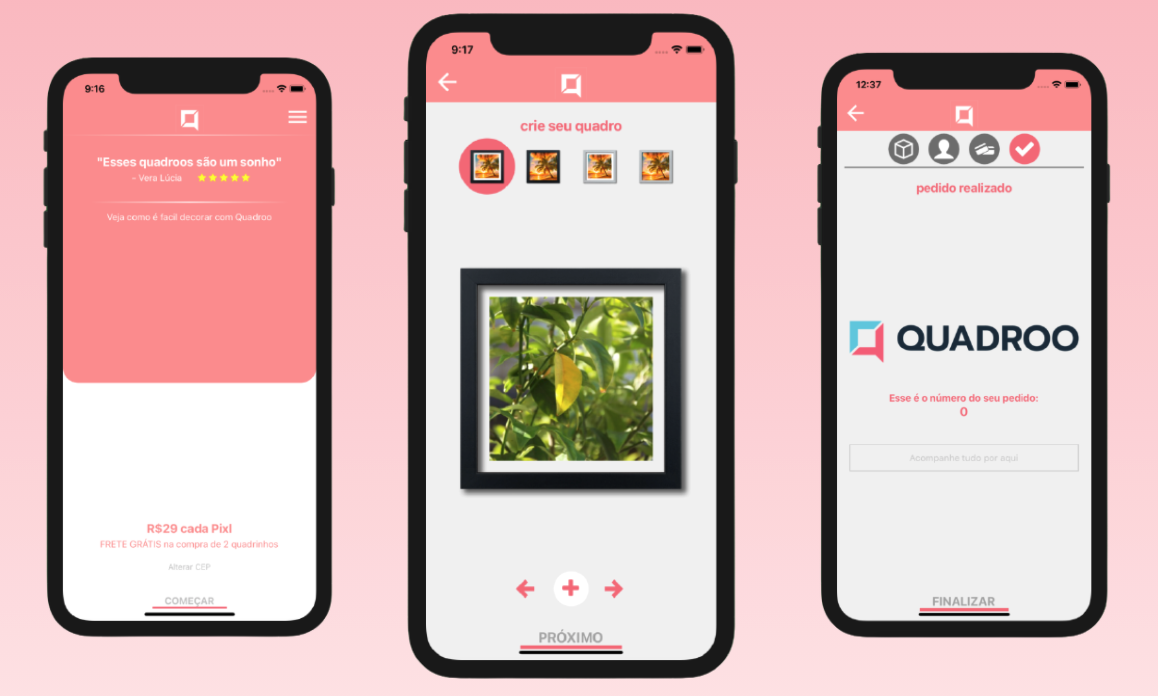 9:16
"Esses quadroos são um sonho"
- Vera Lúcia
Veja como é facil decorar com Quadroo
R$29 cada Pixl
FRETE GRÁTIS na compra de 2 quadrinhos
Alterar CEP
COMEÇAR
9:17
crie seu quadro
PRÓXIMO
12:37
pedido realizado
QUADROO
Esse é o número do seu pedido:
0
Acompanhe tudo por aqui
FINALIZAR